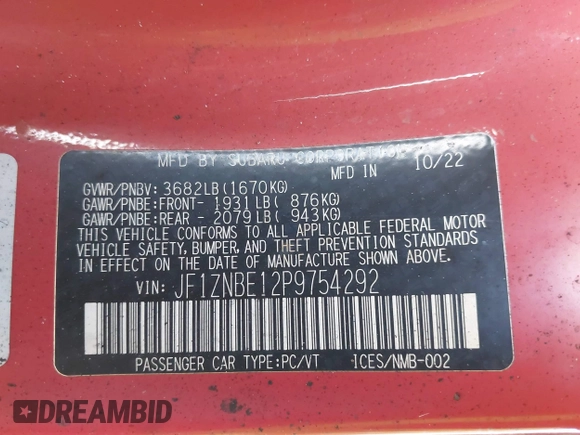 MFD BY SUBARU CORPORATION
MFD IN 10/22
GVWR/PNBV: 3682LB(1670KG)
GAWR/PNBE:FRONT- 1931LB( 876KG)
GAWR/PNBE:REAR - 2079LB( 943KG)
THIS VEHICLE CONFORMS TO ALL APPLICABLE FEDERAL MOTOR
VEHICLE SAFETY, BUMPER, AND THEFT PREVENTION STANDARDS
IN EFFECT ON THE DATE OF MANUFACTURE SHOWN ABOVE.
VIN: JF1ZNBE12P9754292
PASSENGER CAR TYPE:PC/VT ICES/NMB-002
DREAMBID